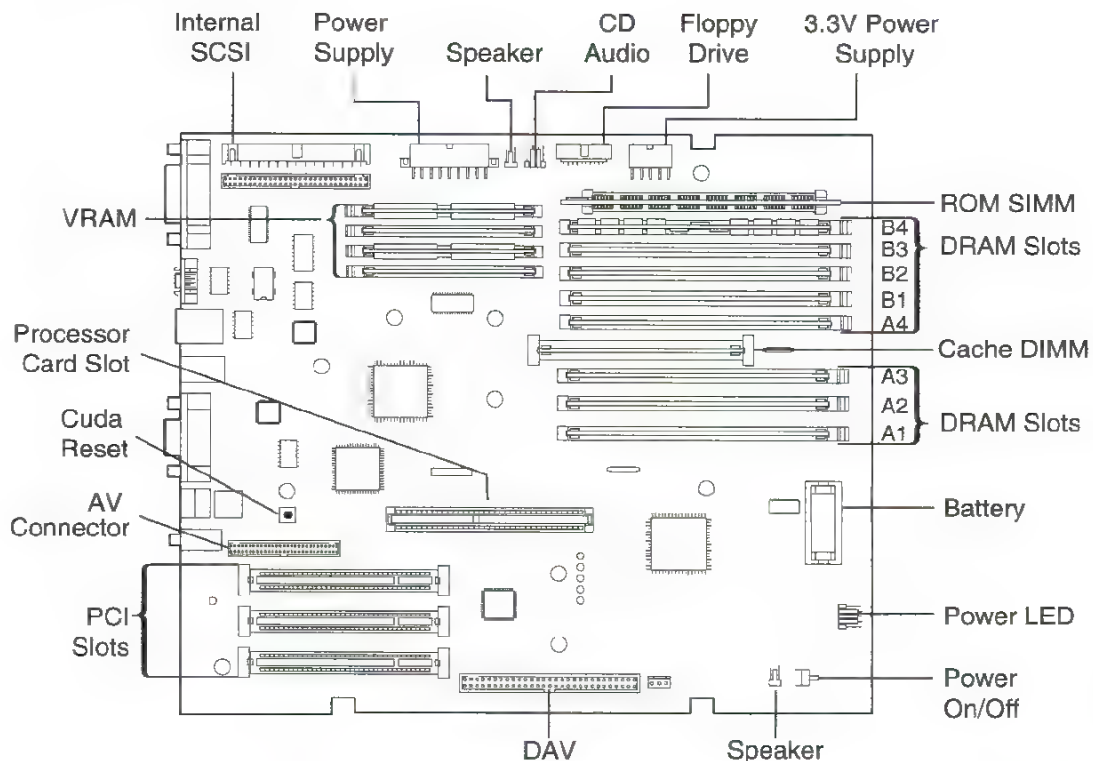 Internal
SCSI
Power
Supply
Speaker
CD
Audio
Floppy
Drive
3.3V Power
Supply
VRAM
ROM SIMM
B4
B3
B2
B1
A4
DRAM Slots
Processor
Card Slot
Cache DIMM
A3
A2
A1
DRAM Slots
Cuda
Reset
AV
Connector
Battery
PCI
Slots
Power LED
Power
On/Off
DAV
Speaker